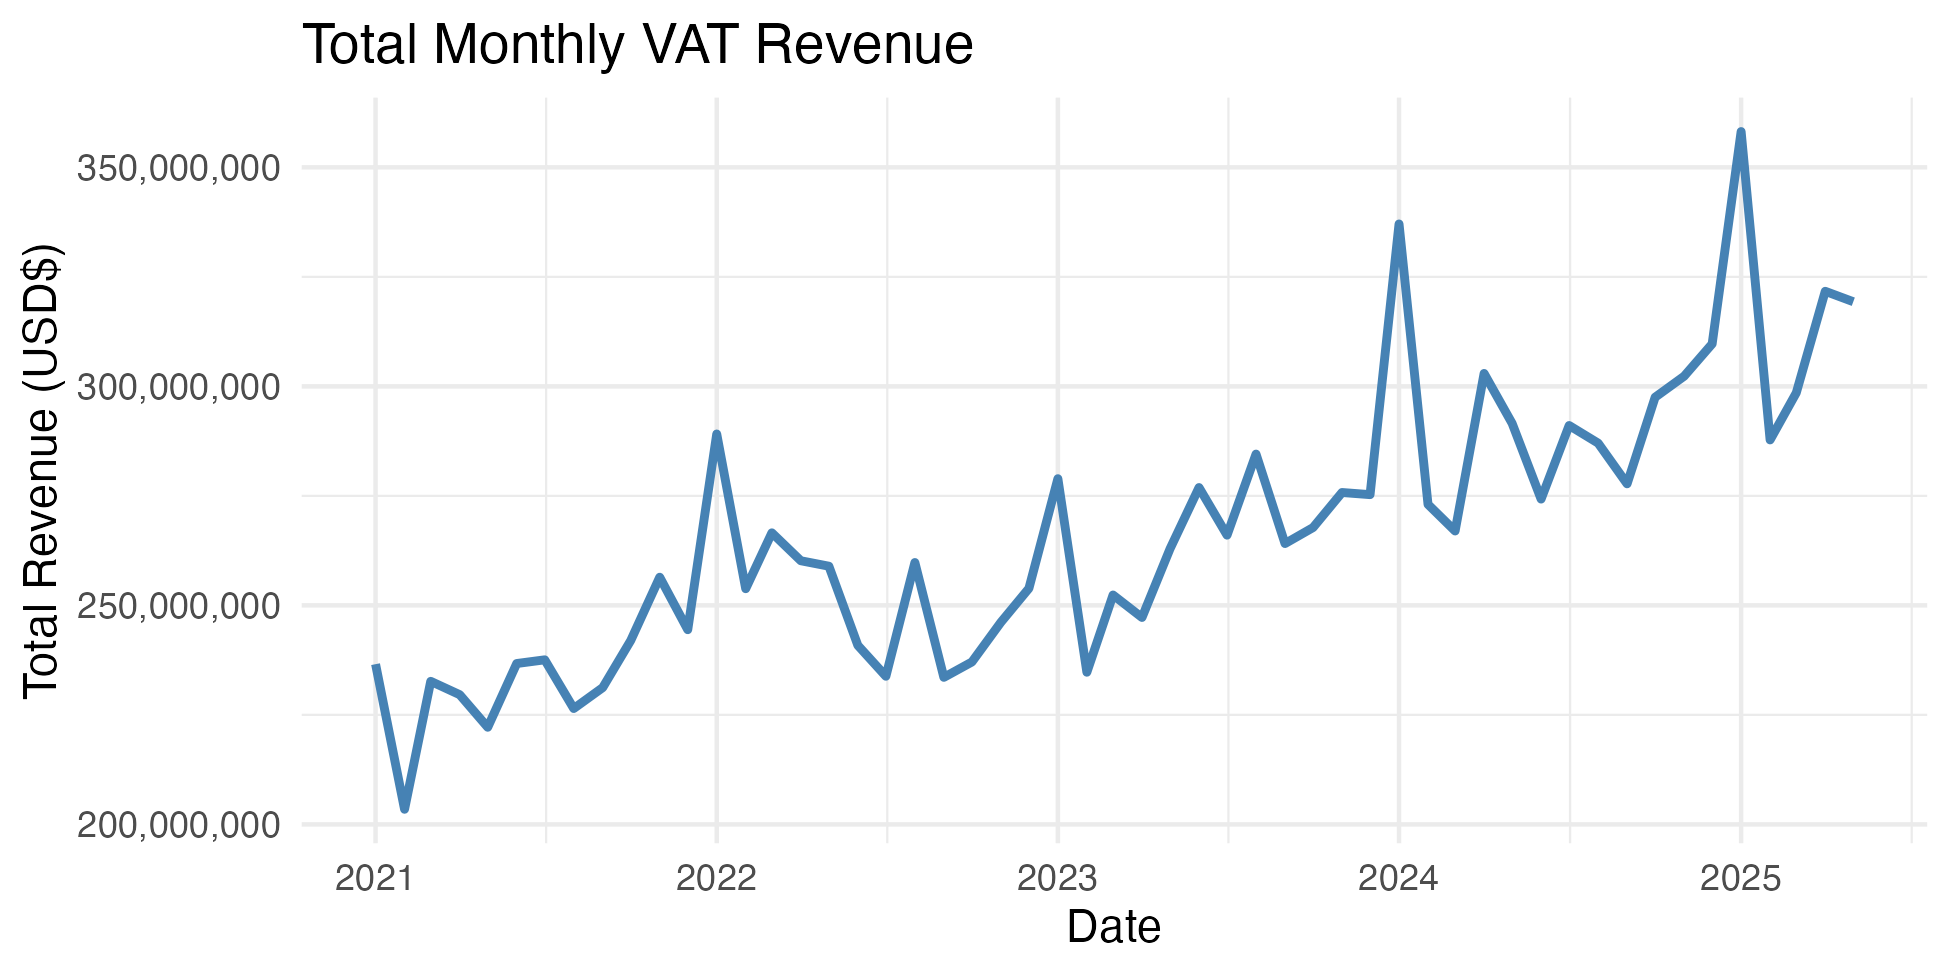 Total Monthly VAT Revenue
Total Revenue (USD$)
350,000,000
300,000,000
250,000,000
200,000,000
2021 2022 2023 2024 2025
Date